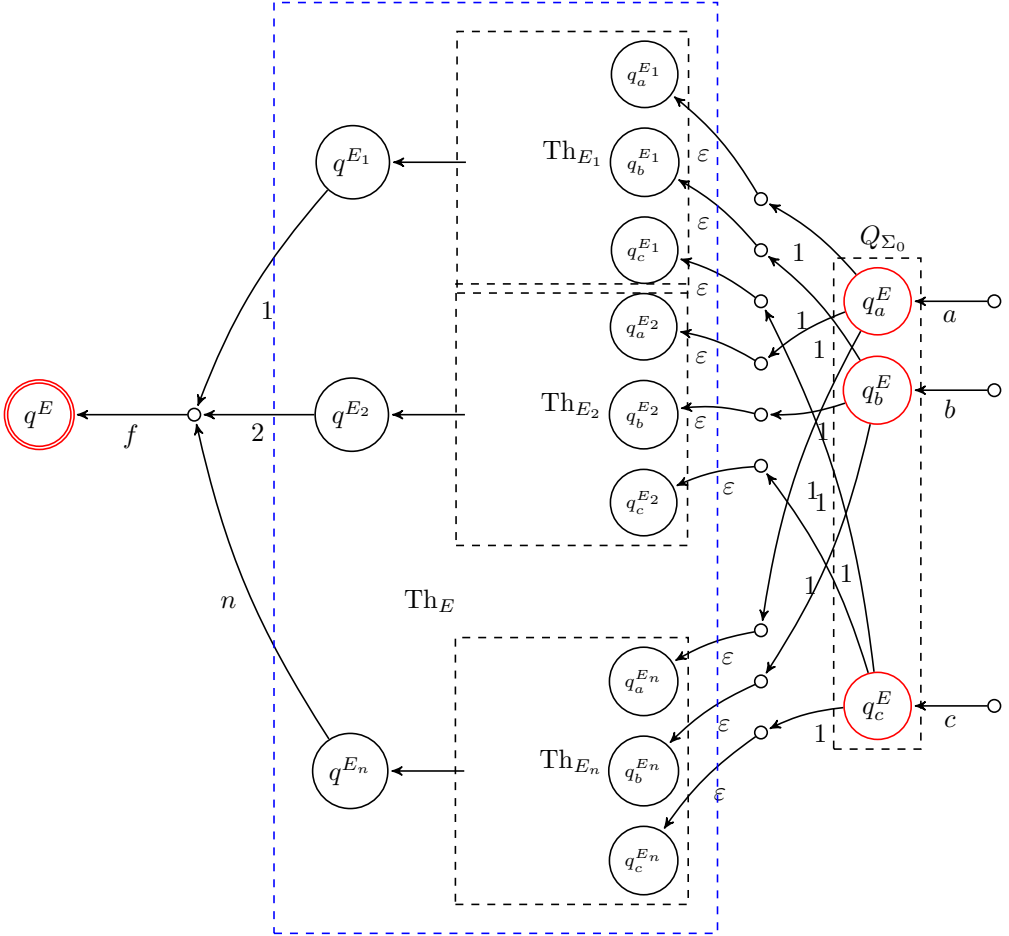 q_a^{E_1}
Th_{E_1}
q_b^{E_1}
q_c^{E_1}
q^{E_1}
ε
ε
ε
1
Q_{Σ_0}
q_a^E
a
1
1
1
q_a^{E_2}
ε
q^E
f
2
q^{E_2}
Th_{E_2}
q_b^{E_2}
ε
q_b^E
b
1
q_c^{E_2}
ε
1
1
n
Th_E
1
1
q_a^{E_n}
ε
q_c^E
c
1
ε
q^{E_n}
Th_{E_n}
q_b^{E_n}
ε
q_c^{E_n}